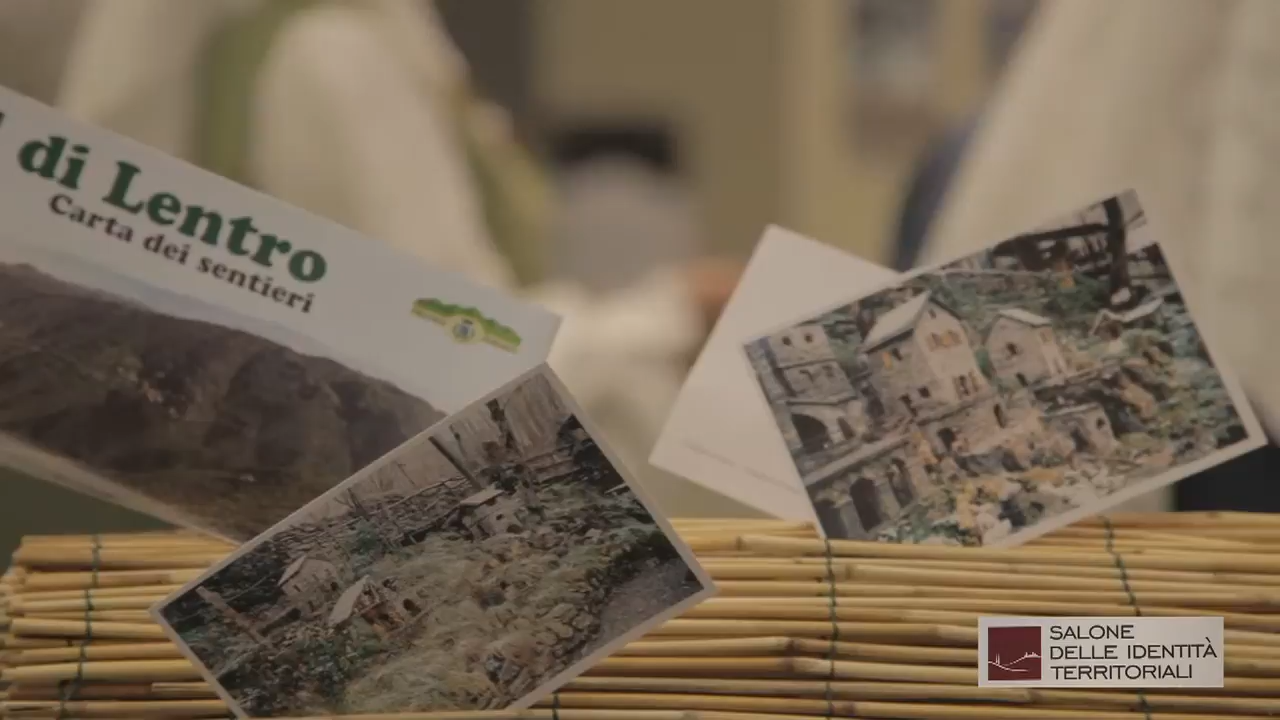 di Lentro
Carta dei sentieri
SALONE
DELLE IDENTITÀ
TERRITORIALI